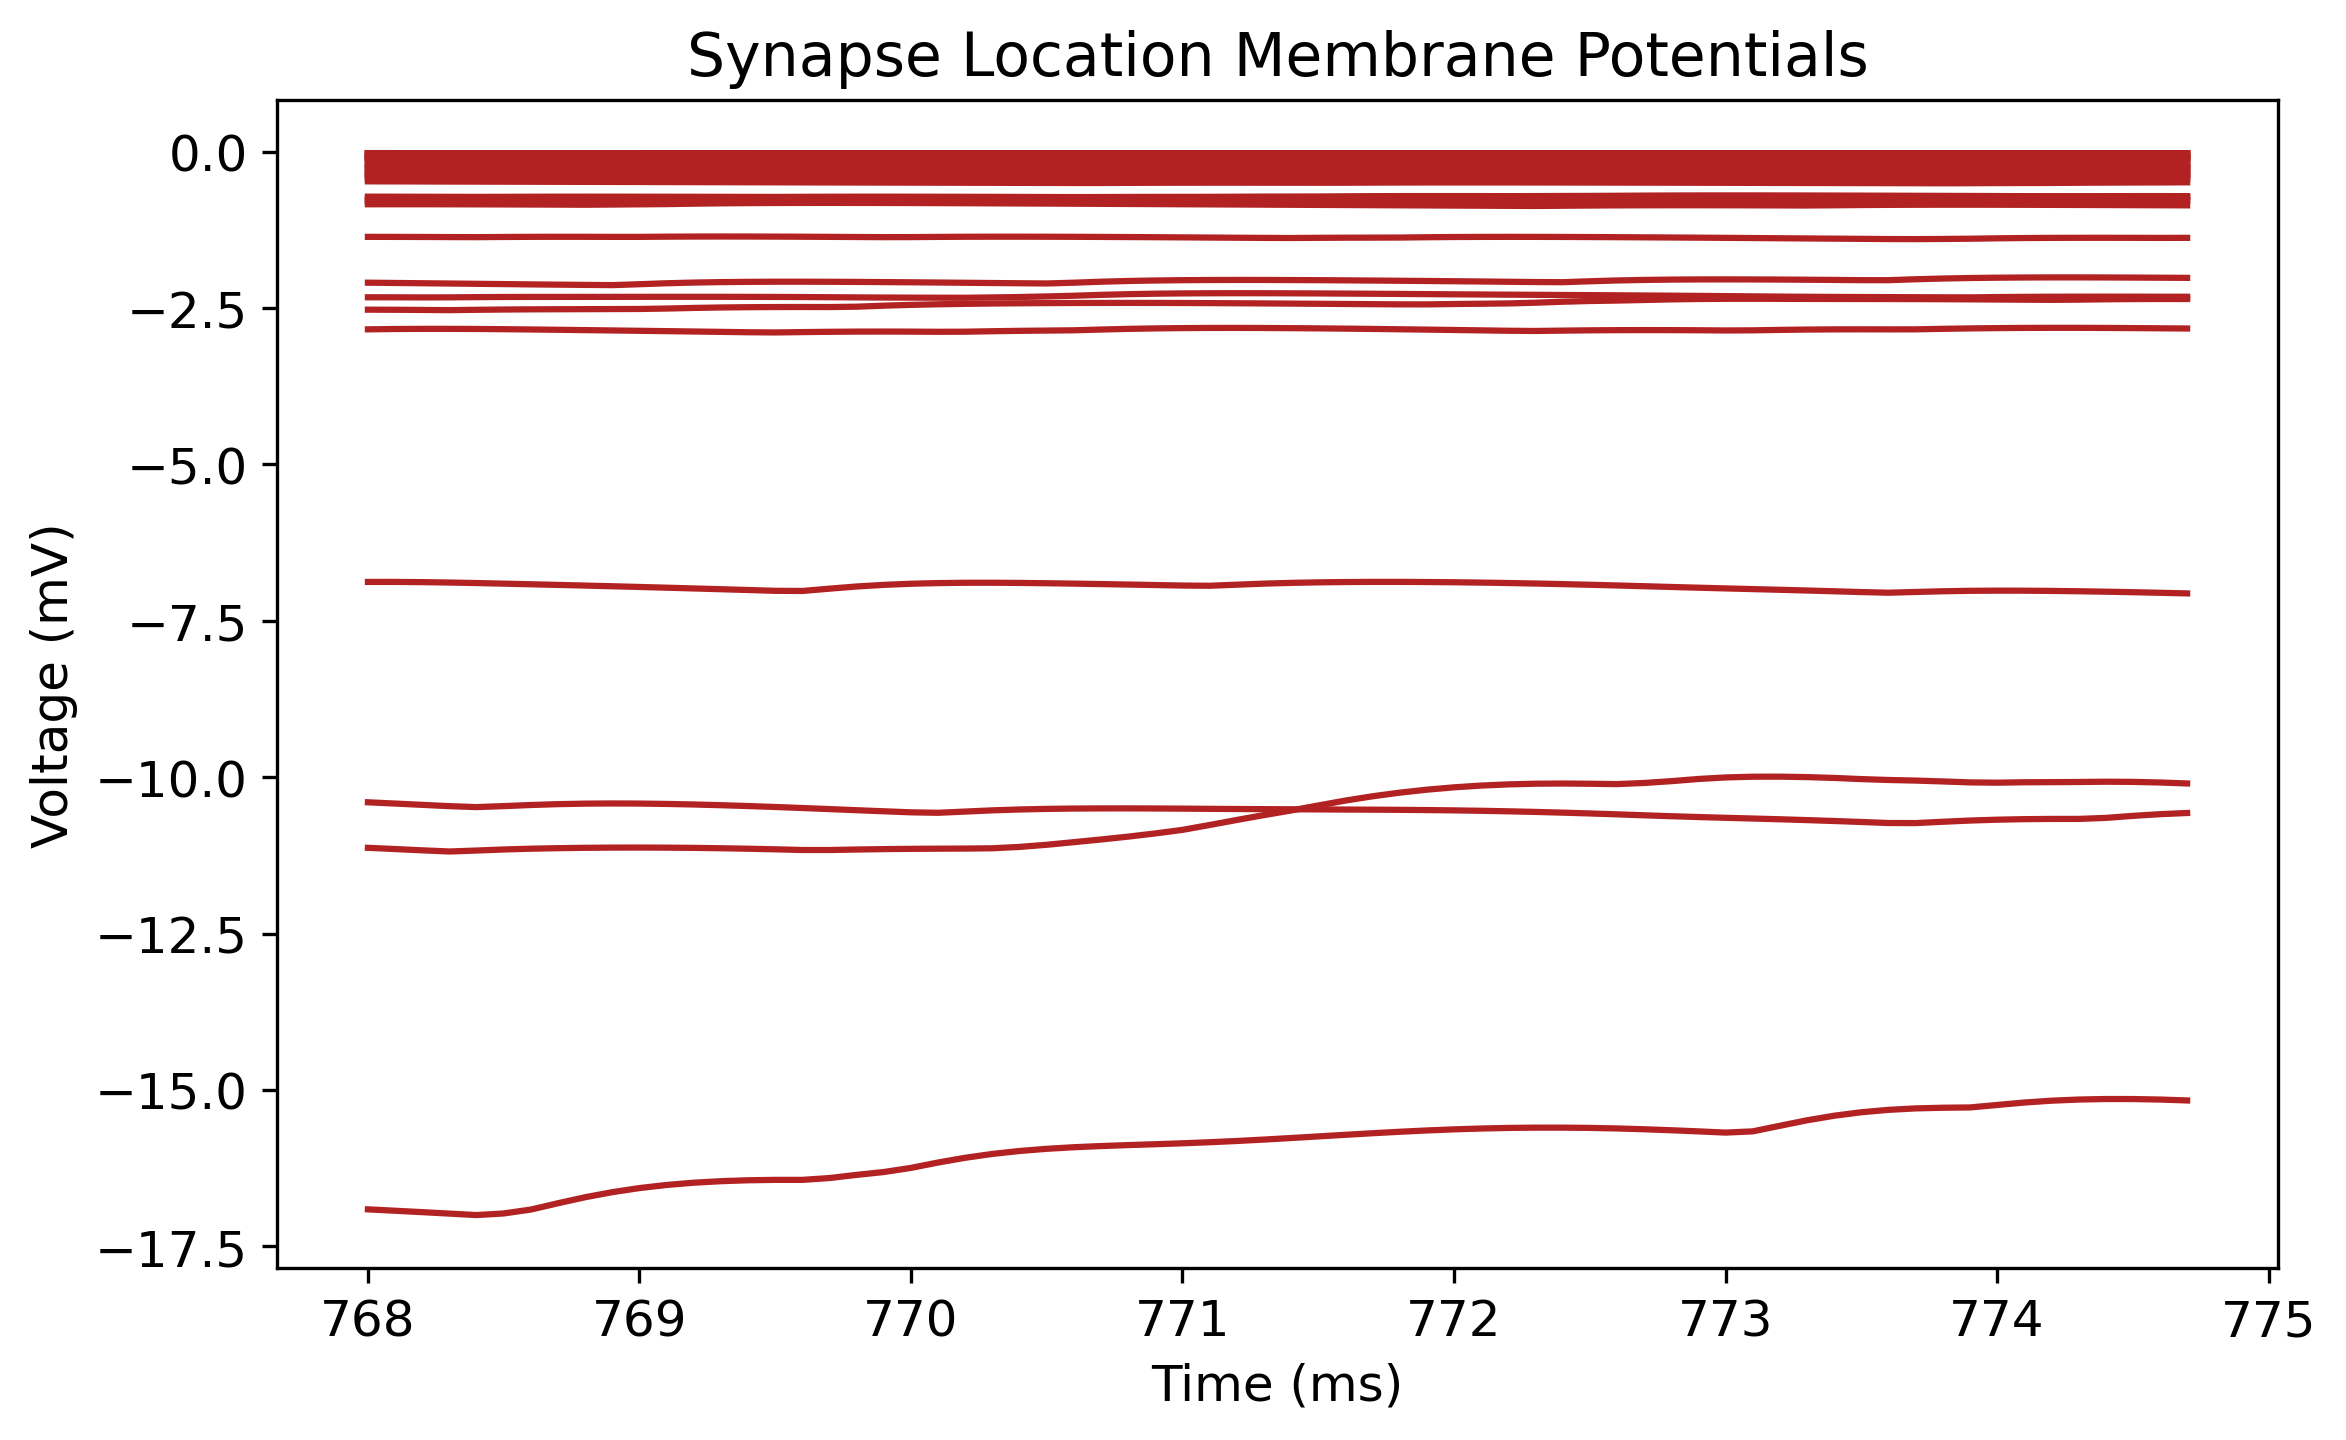 Synapse Location Membrane Potentials
Voltage (mV)
0.0
−2.5
−5.0
−7.5
−10.0
−12.5
−15.0
−17.5
768 769 770 771 772 773 774 775
Time (ms)